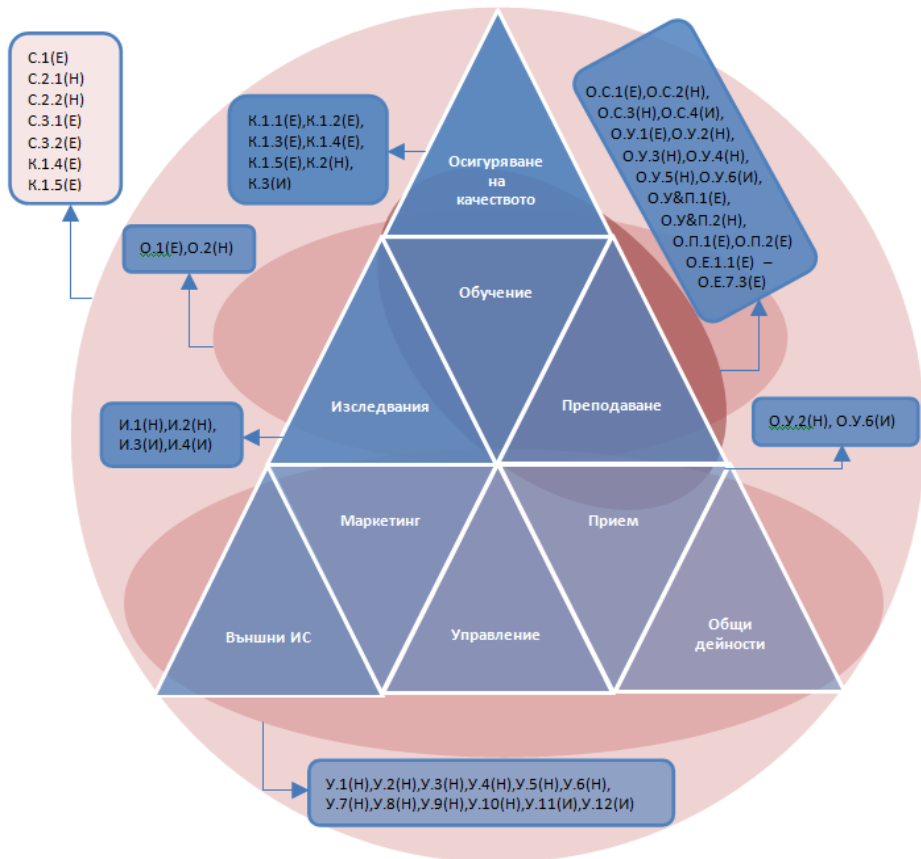 С.1(Е)
С.2.1(Н)
С.2.2(Н)
С.3.1(Е)
С.3.2(Е)
К.1.4(Е)
К.1.5(Е)
К.1.1(Е),К.1.2(Е),
К.1.3(Е),К.1.4(Е),
К.1.5(Е),К.2(Н),
К.3(И)
О.С.1(Е),О.С.2(Н),
О.С.3(Н),О.С.4(И),
О.У.1(Е),О.У.2(Н),
О.У.3(Н),О.У.4(Н),
О.У.5(Н),О.У.6(И),
О.У&П.1(Е),
О.У&П.2(Н),
О.П.1(Е),О.П.2(Е)
О.Е.1.1(Е) –
О.Е.7.3(Е)
Осигуряване
на
качеството
О.1(Е),О.2(Н)
Обучение
Изследвания
Преподаване
И.1(Н),И.2(Н),
И.3(И),И.4(И)
О.У.2(Н), О.У.6(И)
Маркетинг
Прием
Външни ИС
Управление
Общи
дейности
У.1(Н),У.2(Н),У.3(Н),У.4(Н),У.5(Н),У.6(Н),
У.7(Н),У.8(Н),У.9(Н),У.10(Н),У.11(И),У.12(И)